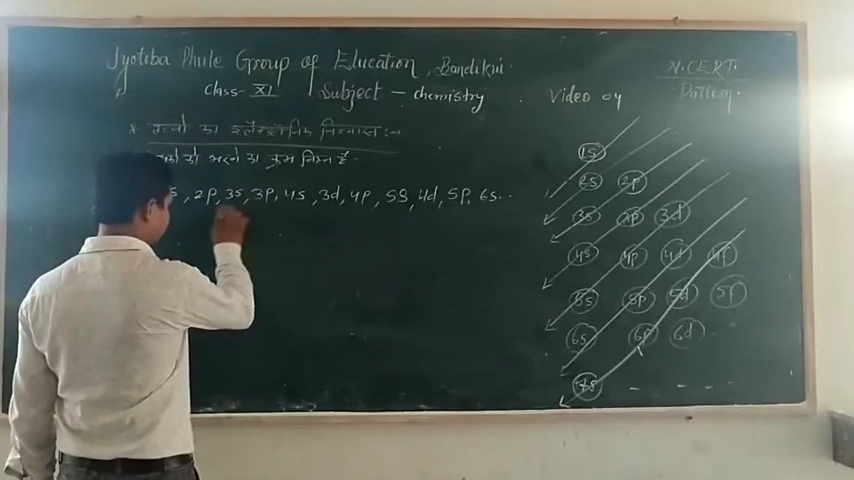 Jyotiba Phule Group of Education, Bandikui.
Class- XI Subject - chemistry. Video 04
N.C.E.R.T.
Pattern
* तत्वों का इलैक्ट्रॉनिक विन्यास :-
को भरने का क्रम निम्न है-
s, 2p, 3s, 3p, 4s, 3d, 4p, 5s, 4d, 5p, 6s...
1s
2s 2p
3s 3p 3d
4s 4p 4d 4f
5s 5p 5d 5f
6s 6p 6d
7s - - -